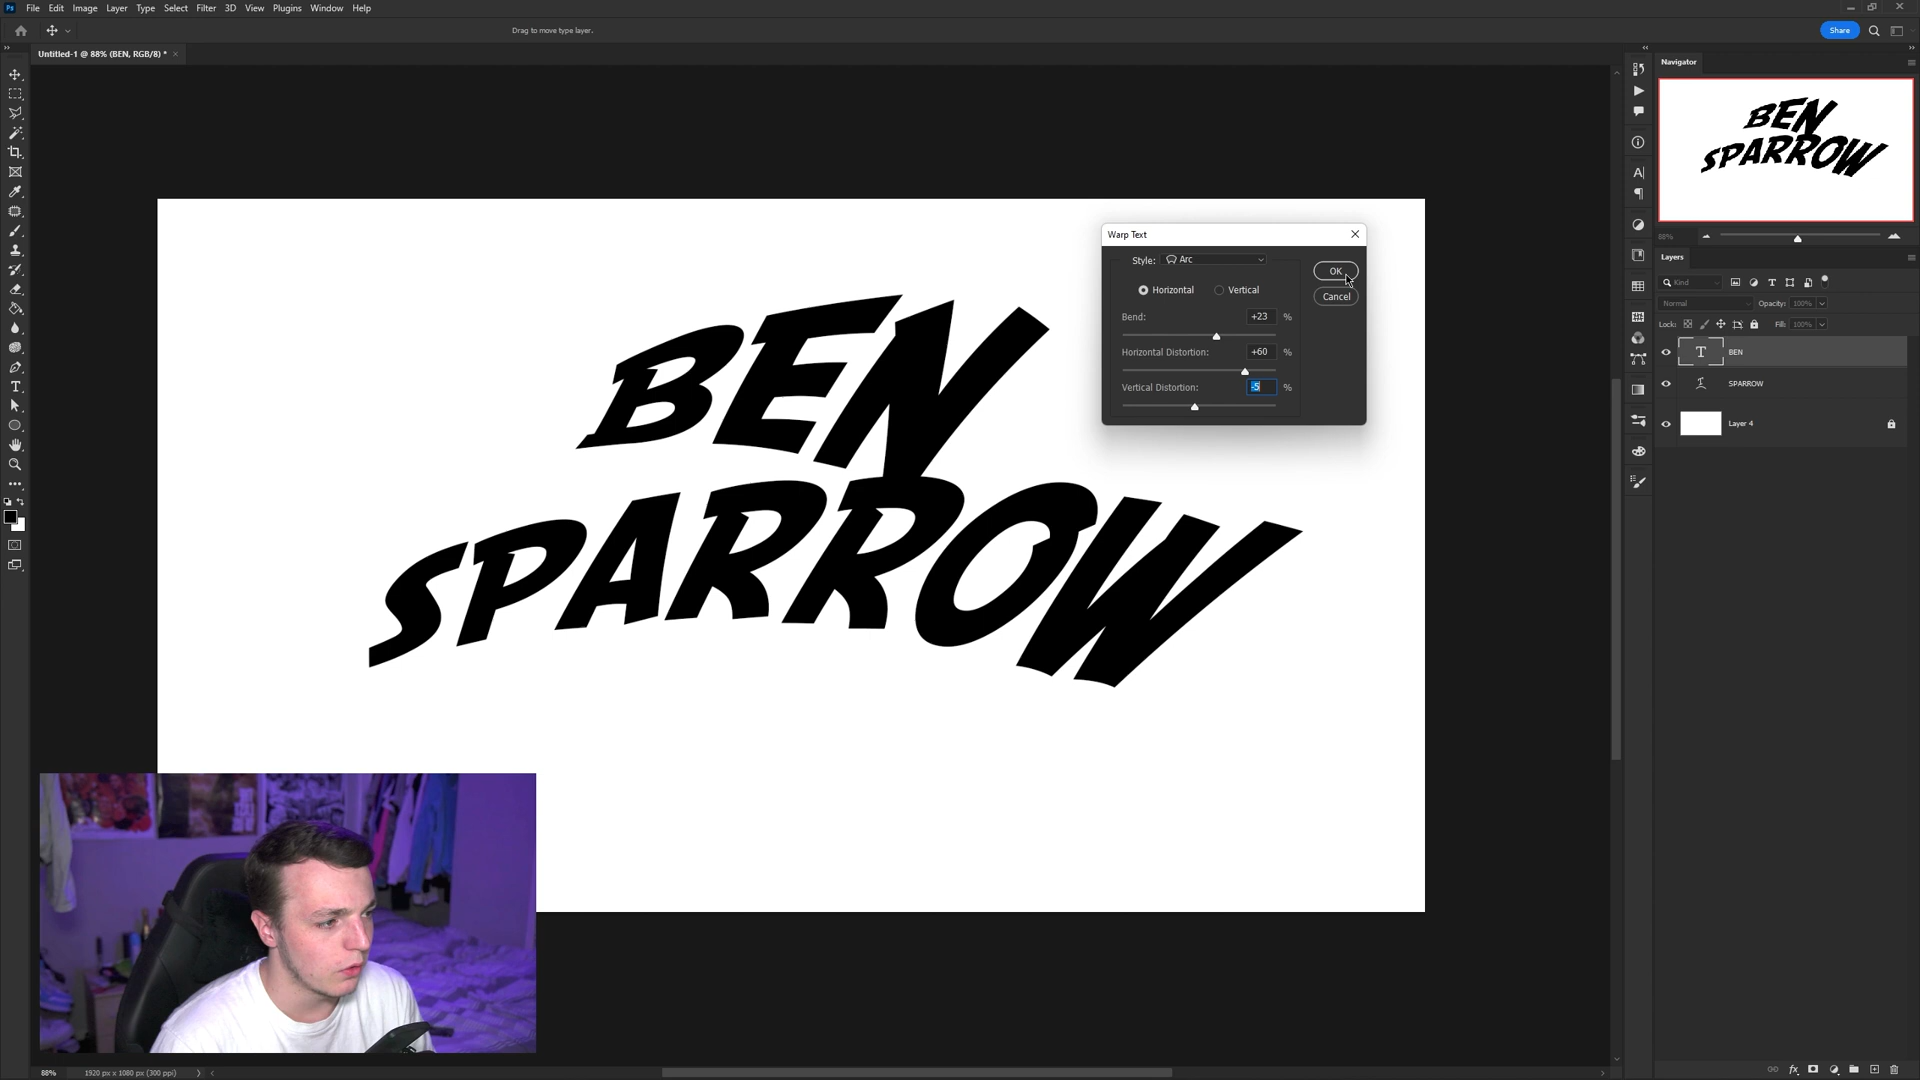 Ps File Edit Image Layer Type Select Filter 3D View Plugins Window Help
Drag to move type layer.
Share
Untitled-1 @ 88% (BEN, RGB/8) *
Navigator
BEN
SPARROW
88%
Warp Text
Style: Arc
OK
Horizontal Vertical
Cancel
Bend: +23 %
Horizontal Distortion: +60 %
Vertical Distortion: -5 %
BEN
SPARROW
Layers
Kind
Normal Opacity: 100%
Lock: Fill: 100%
T BEN
SPARROW
Layer 4
88% 1920 px x 1080 px (300 ppi)